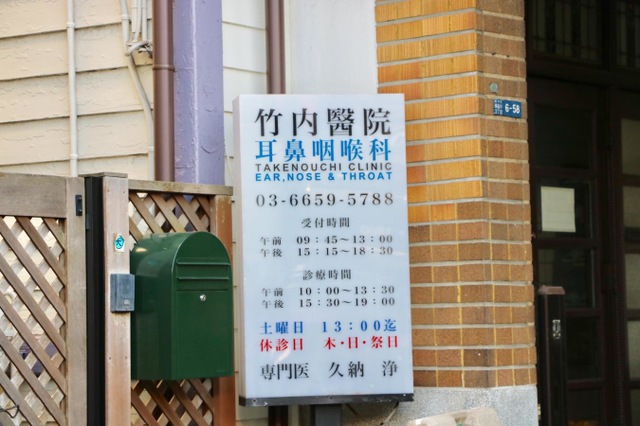 竹内醫院
耳鼻咽喉科
TAKENOUCHI CLINIC
EAR, NOSE & THROAT
03-6659-5788
受付時間
午前 09:45〜13:00
午後 15:15〜18:30
診療時間
午前 10:00〜13:30
午後 15:30〜19:00
土曜日 13:00迄
休診日 木・日・祭日
専門医 久納 浄
6-58